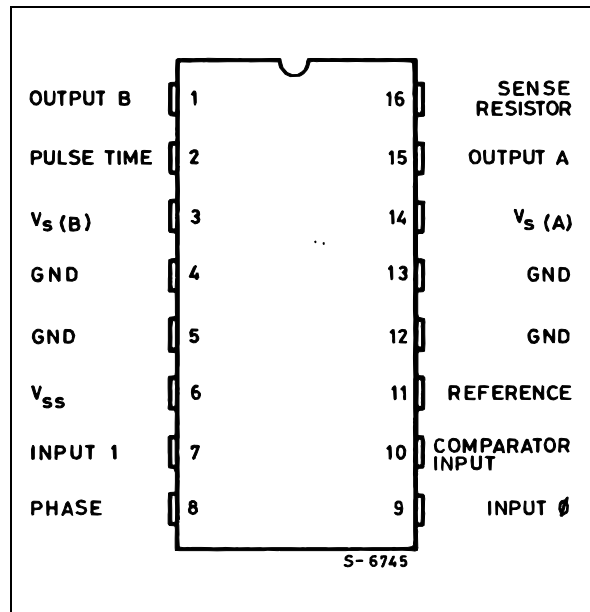 OUTPUT B 1 16 SENSE RESISTOR
PULSE TIME 2 15 OUTPUT A
Vs (B) 3 14 Vs (A)
GND 4 13 GND
GND 5 12 GND
Vss 6 11 REFERENCE
INPUT 1 7 10 COMPARATOR INPUT
PHASE 8 9 INPUT Ø
S-6745